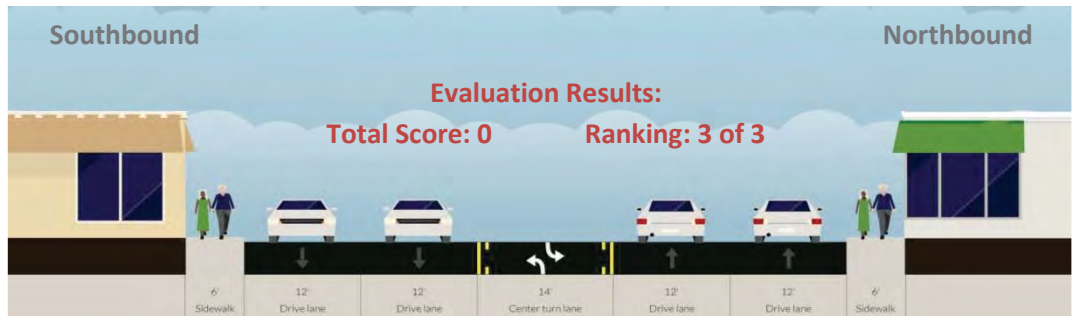 Southbound Northbound
Evaluation Results:
Total Score: 0 Ranking: 3 of 3
6' 12' 12' 14' 12' 12' 6'
Sidewalk Drive lane Drive lane Center turn lane Drive lane Drive lane Sidewalk